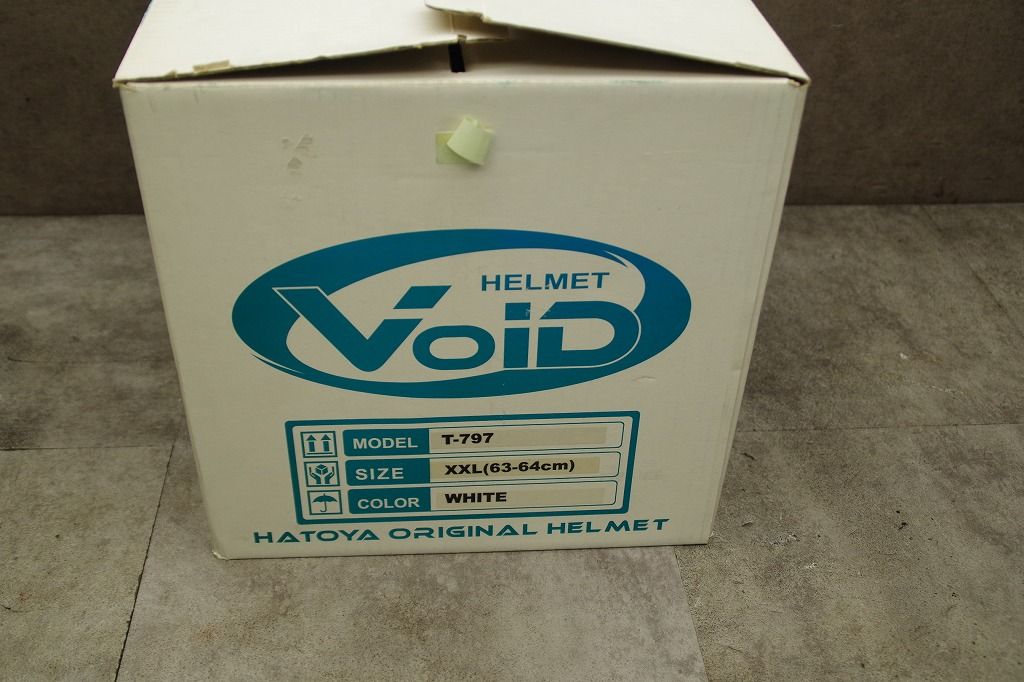 HELMET
VOiD
MODEL T-797
SIZE XXL(63-64cm)
COLOR WHITE
HATOYA ORIGINAL HELMET